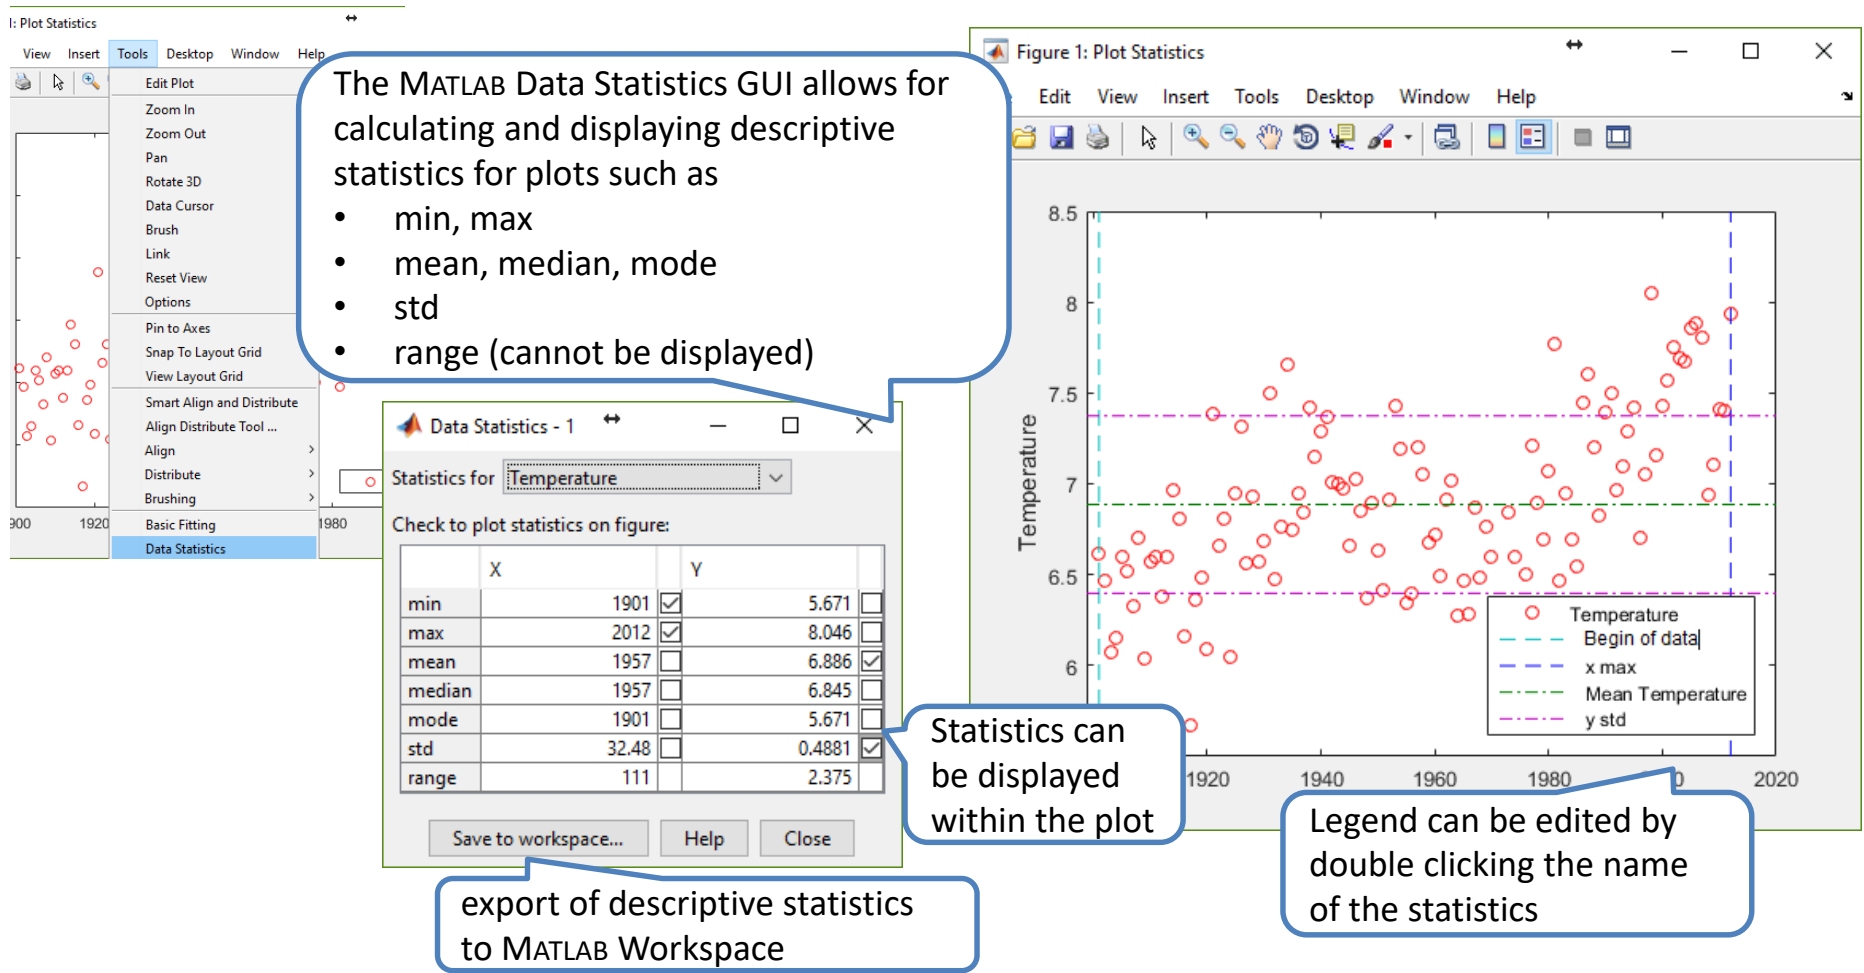 1: Plot Statistics
View Insert Tools Desktop Window Help
Edit Plot
Zoom In
Zoom Out
Pan
Rotate 3D
Data Cursor
Brush
Link
Reset View
Options
Pin to Axes
Snap To Layout Grid
View Layout Grid
Smart Align and Distribute
Align Distribute Tool ...
Align
Distribute
Brushing
Basic Fitting
Data Statistics
900 1920 1980
The MATLAB Data Statistics GUI allows for
calculating and displaying descriptive
statistics for plots such as
• min, max
• mean, median, mode
• std
• range (cannot be displayed)
Data Statistics - 1
Statistics for Temperature
Check to plot statistics on figure:
X Y
min 1901 5.671
max 2012 8.046
mean 1957 6.886
median 1957 6.845
mode 1901 5.671
std 32.48 0.4881
range 111 2.375
Save to workspace... Help Close
export of descriptive statistics
to MATLAB Workspace
Statistics can
be displayed
within the plot
Figure 1: Plot Statistics
Edit View Insert Tools Desktop Window Help
8.5
8
7.5
7
6.5
6
Temperature
Temperature
Begin of data
x max
Mean Temperature
y std
1920 1940 1960 1980 0 2020
Legend can be edited by
double clicking the name
of the statistics